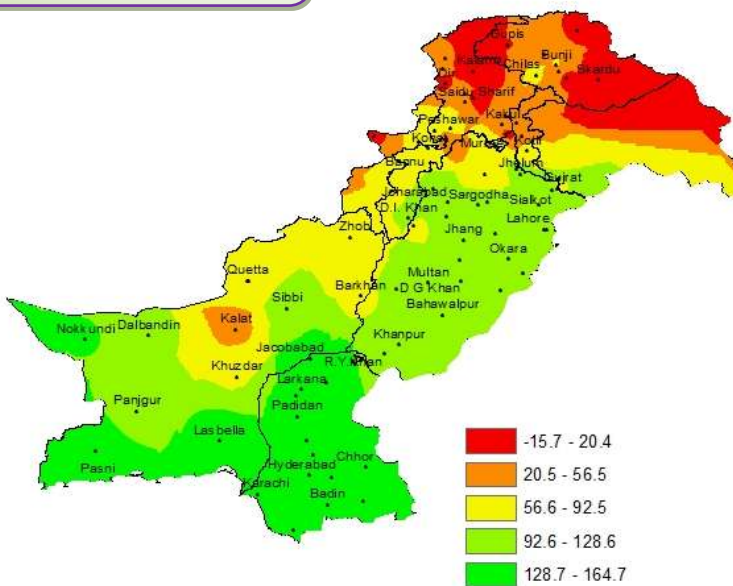 Gupis
Kalam
Chilas
Bunji
Skardu
Dir
Saidu Sharif
Peshawar
Kakul
Kohat
Murree
Kotli
Bannu
Jhelum
Gujrat
Joharabad
Sargodha
Sialkot
D.I. Khan
Lahore
Zhob
Jhang
Okara
Quetta
Barkhan
Multan
D G Khan
Sibbi
Bahawalpur
Nokkundi
Dalbandin
Kalat
Jacobabad
Khanpur
R.Y.Khan
Khuzdar
Larkana
Panjgur
Padidan
Lasbella
Pasni
Hyderabad
Chhor
Karachi
Badin
-15.7 - 20.4
20.5 - 56.5
56.6 - 92.5
92.6 - 128.6
128.7 - 164.7